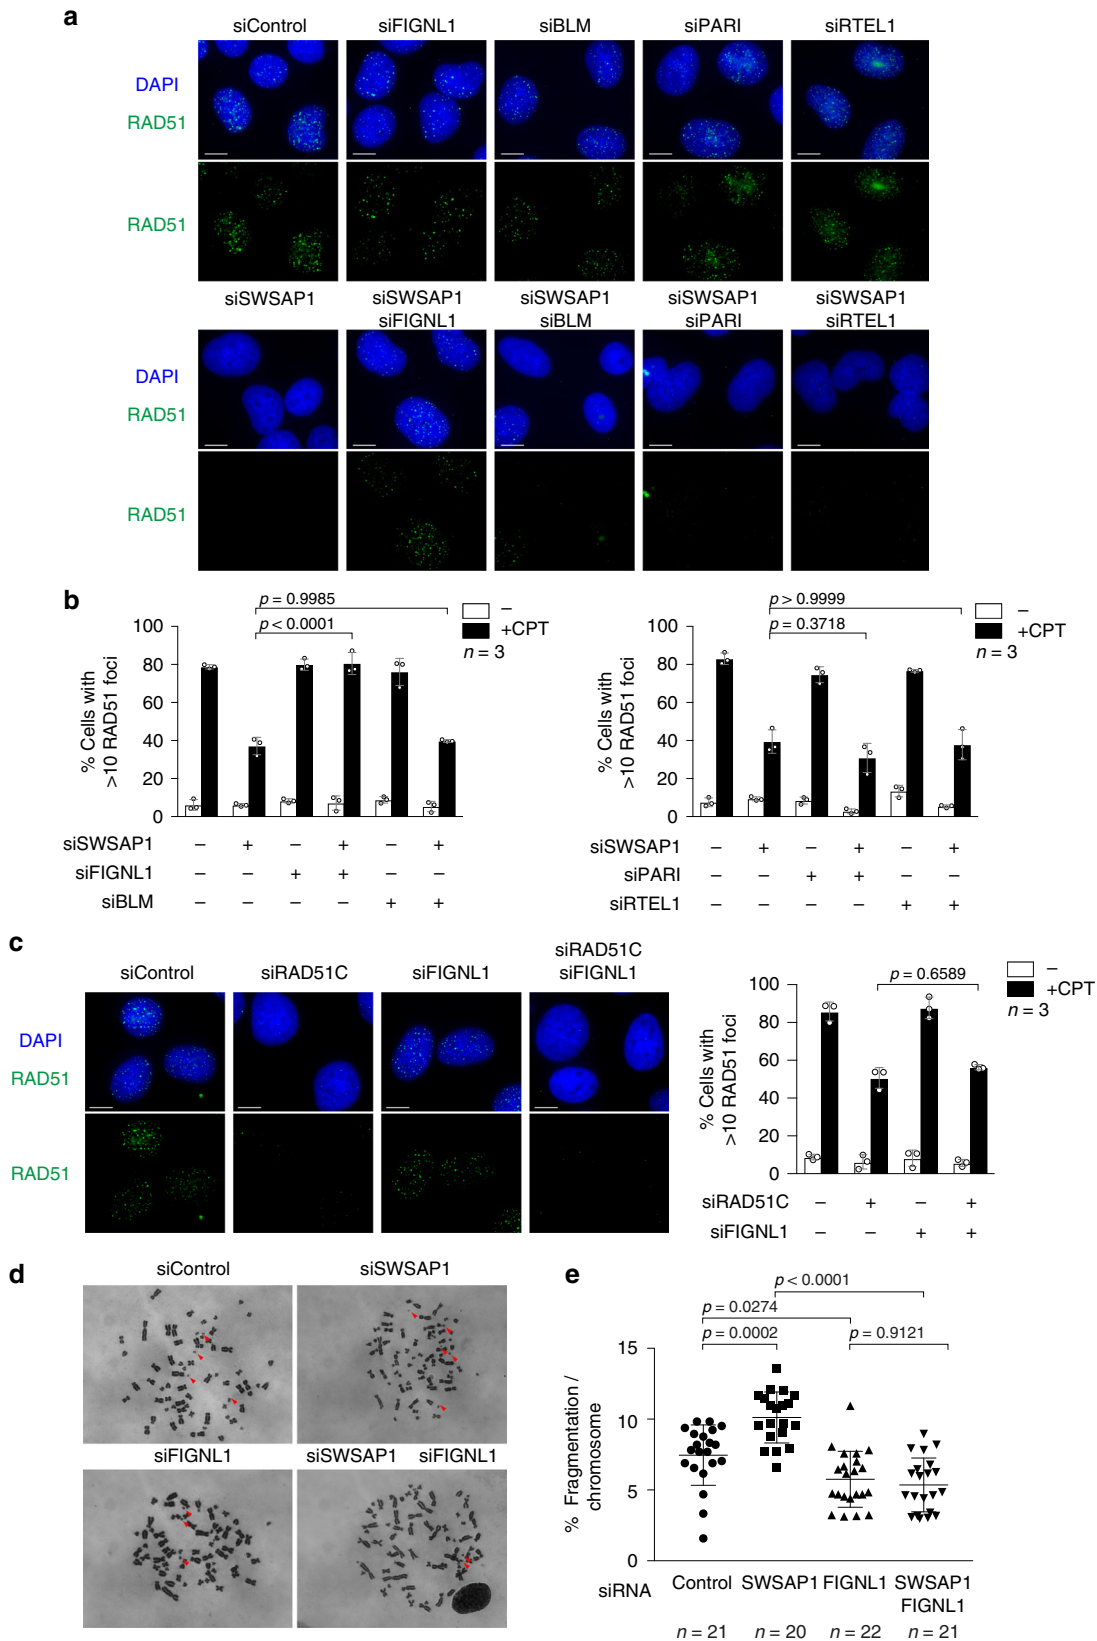 a
siControl siFIGNL1 siBLM siPARI siRTEL1
DAPI
RAD51
RAD51
siSWSAP1 siSWSAP1 siSWSAP1 siSWSAP1 siSWSAP1
siFIGNL1 siBLM siPARI siRTEL1
DAPI
RAD51
RAD51
b
p = 0.9985
p < 0.0001
–
+CPT
n = 3
% Cells with
>10 RAD51 foci
100
80
60
40
20
0
siSWSAP1 – + – + – +
siFIGNL1 – – + + – –
siBLM – – – – + +
p > 0.9999
p = 0.3718
–
+CPT
n = 3
% Cells with
>10 RAD51 foci
100
80
60
40
20
0
siSWSAP1 – + – + – +
siPARI – – + + – –
siRTEL1 – – – – + +
c
siControl siRAD51C siFIGNL1 siRAD51C
siFIGNL1
DAPI
RAD51
RAD51
p = 0.6589
–
+CPT
n = 3
% Cells with
>10 RAD51 foci
100
80
60
40
20
0
siRAD51C – + – +
siFIGNL1 – – + +
d
siControl siSWSAP1
siFIGNL1 siSWSAP1 siFIGNL1
e
p < 0.0001
p = 0.0274
p = 0.0002 p = 0.9121
% Fragmentation /
chromosome
15
10
5
0
siRNA Control SWSAP1 FIGNL1 SWSAP1
FIGNL1
n = 21 n = 20 n = 22 n = 21